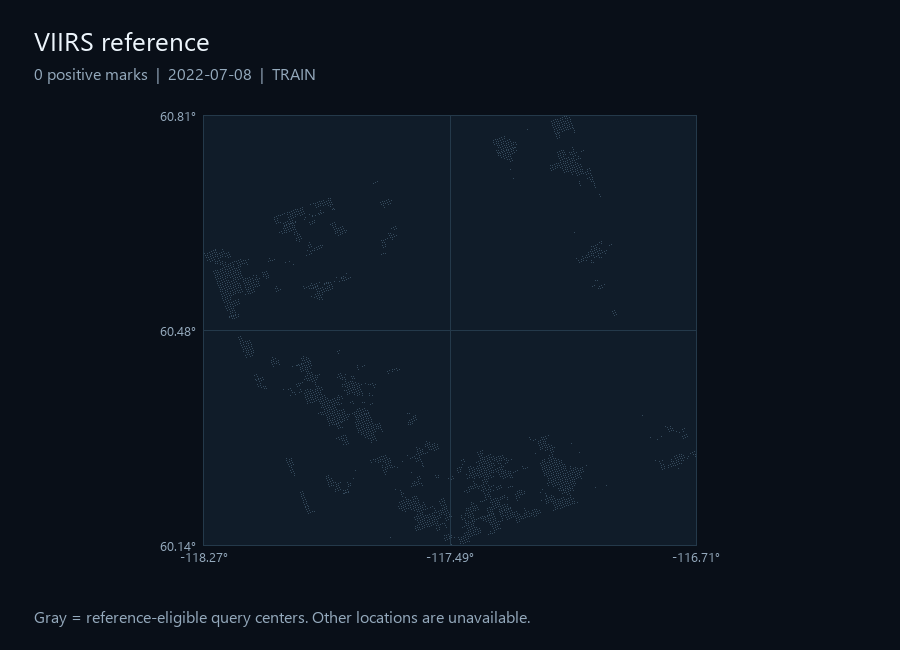 VIIRS reference
0 positive marks | 2022-07-08 | TRAIN
60.81°
60.48°
60.14°
-118.27°
-117.49°
-116.71°
Gray = reference-eligible query centers. Other locations are unavailable.